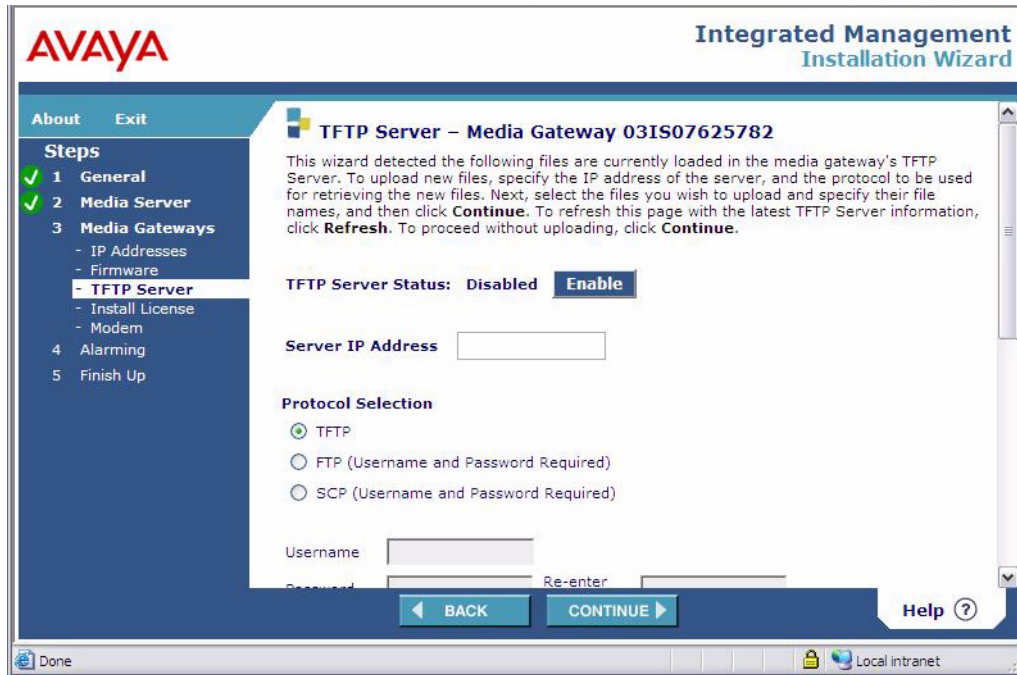 AVAYA
Integrated Management
Installation Wizard
About Exit
Steps
1 General
2 Media Server
3 Media Gateways
- IP Addresses
- Firmware
- TFTP Server
- Install License
- Modem
4 Alarming
5 Finish Up
TFTP Server – Media Gateway 03IS07625782
This wizard detected the following files are currently loaded in the media gateway's TFTP
Server. To upload new files, specify the IP address of the server, and the protocol to be used
for retrieving the new files. Next, select the files you wish to upload and specify their file
names, and then click Continue. To refresh this page with the latest TFTP Server information,
click Refresh. To proceed without uploading, click Continue.
TFTP Server Status: Disabled Enable
Server IP Address
Protocol Selection
TFTP
FTP (Username and Password Required)
SCP (Username and Password Required)
Username
Password Re-enter
BACK CONTINUE
Help ?
Done Local intranet